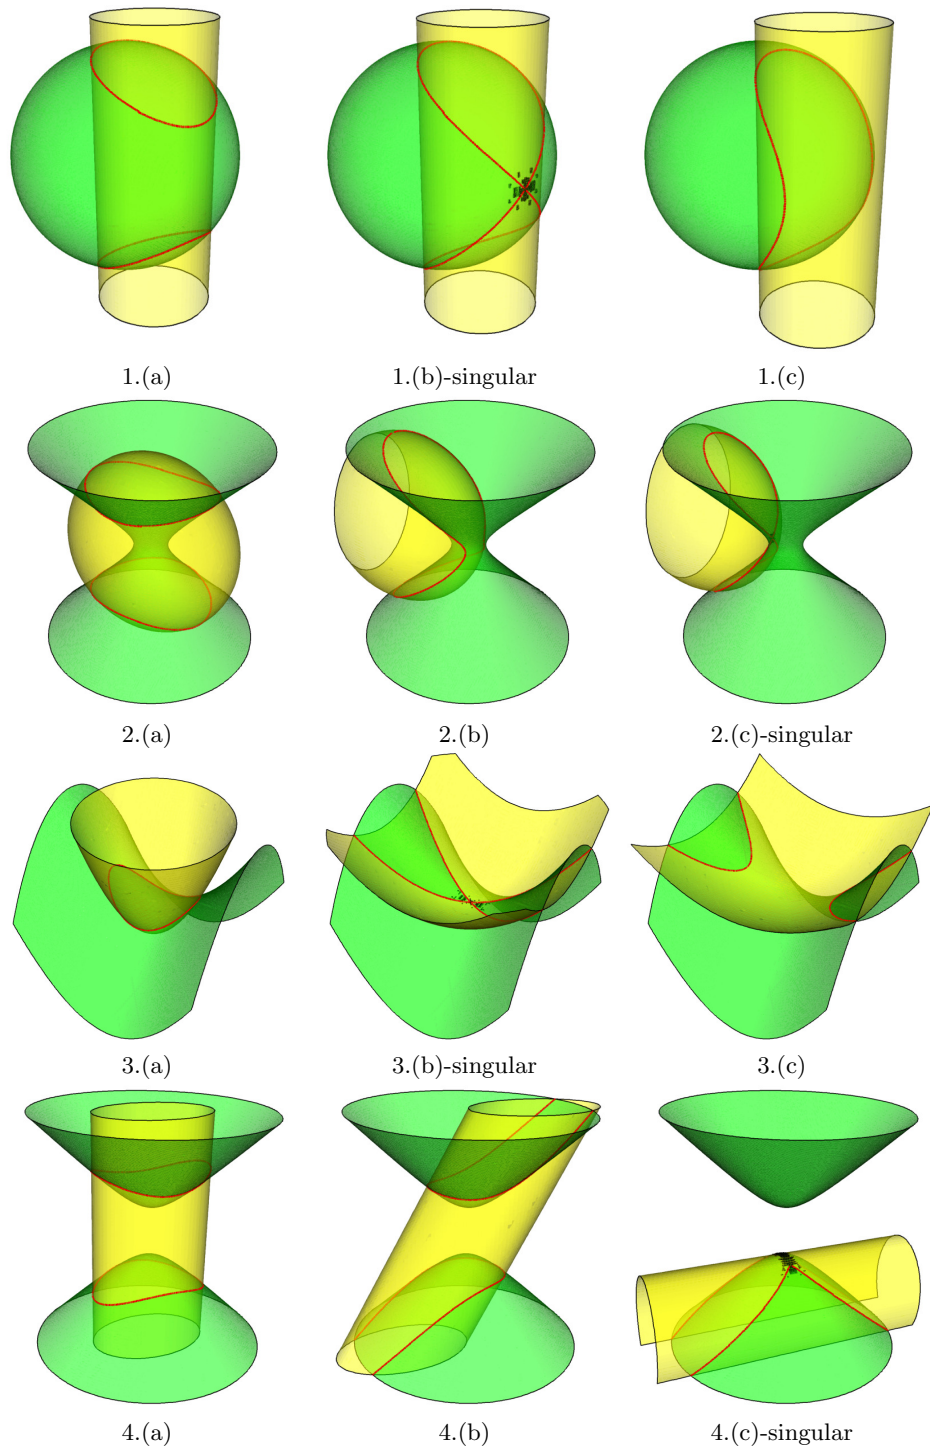 1.(a) 1.(b)-singular 1.(c)
2.(a) 2.(b) 2.(c)-singular
3.(a) 3.(b)-singular 3.(c)
4.(a) 4.(b) 4.(c)-singular